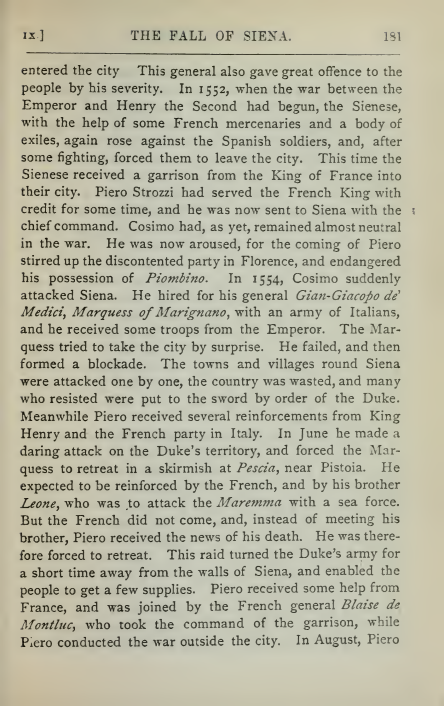 IX.] THE FALL OF SIENA. 181
entered the city This general also gave great offence to the
people by his severity. In 1552, when the war between the
Emperor and Henry the Second had begun, the Sienese,
with the help of some French mercenaries and a body of
exiles, again rose against the Spanish soldiers, and, after
some fighting, forced them to leave the city. This time the
Sienese received a garrison from the King of France into
their city. Piero Strozzi had served the French King with
credit for some time, and he was now sent to Siena with the
chief command. Cosimo had, as yet, remained almost neutral
in the war. He was now aroused, for the coming of Piero
stirred up the discontented party in Florence, and endangered
his possession of Piombino. In 1554, Cosimo suddenly
attacked Siena. He hired for his general Gian-Giacopo de'
Medici, Marquess of Marignano, with an army of Italians,
and he received some troops from the Emperor. The Mar-
quess tried to take the city by surprise. He failed, and then
formed a blockade. The towns and villages round Siena
were attacked one by one, the country was wasted, and many
who resisted were put to the sword by order of the Duke.
Meanwhile Piero received several reinforcements from King
Henry and the French party in Italy. In June he made a
daring attack on the Duke's territory, and forced the Mar-
quess to retreat in a skirmish at Pescia, near Pistoia. He
expected to be reinforced by the French, and by his brother
Leone, who was to attack the Maremma with a sea force.
But the French did not come, and, instead of meeting his
brother, Piero received the news of his death. He was there-
fore forced to retreat. This raid turned the Duke's army for
a short time away from the walls of Siena, and enabled the
people to get a few supplies. Piero received some help from
France, and was joined by the French general Blaise de
Montluc, who took the command of the garrison, while
Piero conducted the war outside the city. In August, Piero